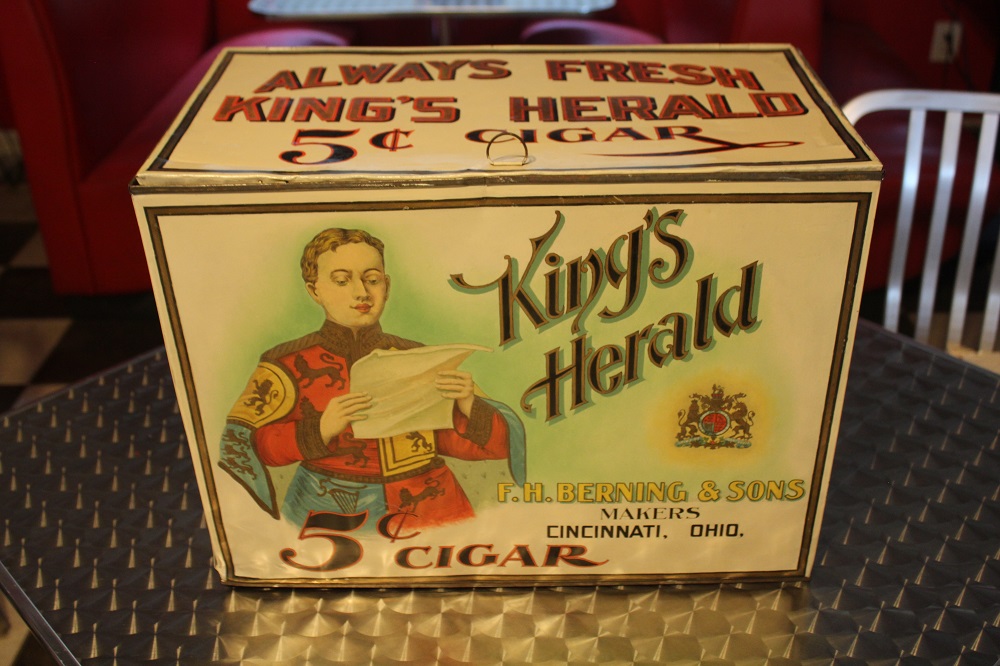 ALWAYS FRESH
KING'S HERALD
5¢ CIGAR
King's
Herald
F.H. BERNING & SONS
MAKERS
CINCINNATI, OHIO.
5¢ CIGAR